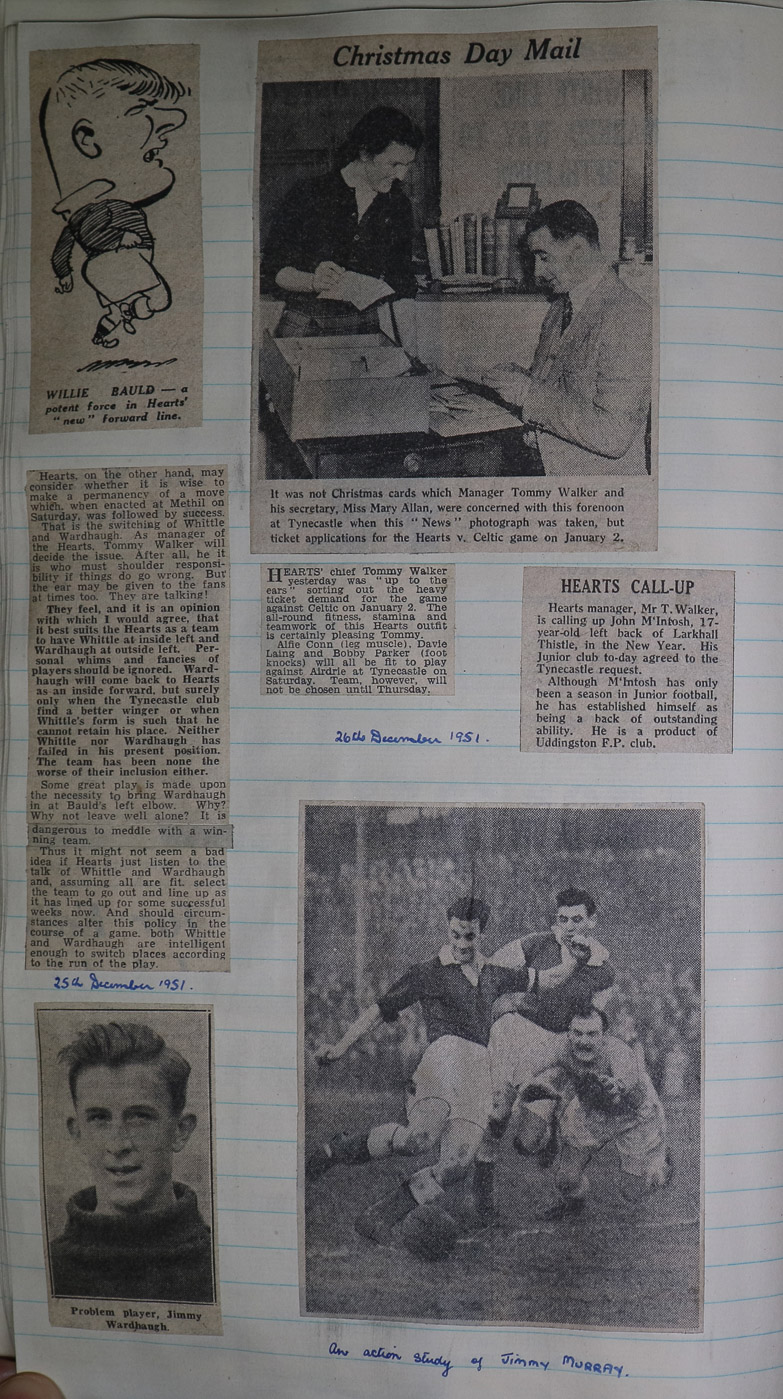 Christmas Day Mail
WILLIE BAULD — a
potent force in Hearts'
"new" forward line.
It was not Christmas cards which Manager Tommy Walker and
his secretary, Miss Mary Allan, were concerned with this forenoon
at Tynecastle when this "News" photograph was taken, but
ticket applications for the Hearts v. Celtic game on January 2.
Hearts, on the other hand, may
consider whether it is wise to
make a permanency of a move
which, when enacted at Methil on
Saturday, was followed by success.
That is the switching of Whittle
and Wardhaugh. As manager of
the Hearts, Tommy Walker will
decide the issue. After all, he it
is who must shoulder responsi-
bility if things do go wrong. But
the ear may be given to the fans
at times too. They are talking!
They feel, and it is an opinion
with which I would agree, that
it best suits the Hearts as a team
to have Whittle at inside left and
Wardhaugh at outside left. Per-
sonal whims and fancies of
players should be ignored. Ward-
haugh will come back to Hearts
as an inside forward, but surely
only when the Tynecastle club
find a better winger or when
Whittle's form is such that he
cannot retain his place. Neither
Whittle nor Wardhaugh has
failed in his present position.
The team has been none the
worse of their inclusion either.
Some great play is made upon
the necessity to bring Wardhaugh
in at Bauld's left elbow. Why?
Why not leave well alone? It is
dangerous to meddle with a win-
ning team.
Thus it might not seem a bad
idea if Hearts just listen to the
talk of Whittle and Wardhaugh
and, assuming all are fit, select
the team to go out and line up as
it has lined up for some successful
weeks now. And should circum-
stances alter this policy in the
course of a game, both Whittle
and Wardhaugh are intelligent
enough to switch places according
to the run of the play.
25th December 1951.
HEARTS' chief Tommy Walker
yesterday was "up to the
ears" sorting out the heavy
ticket demand for the game
against Celtic on January 2. The
all-round fitness, stamina and
teamwork of this Hearts outfit
is certainly pleasing Tommy.
Alfie Conn (leg muscle), Davie
Laing and Bobby Parker (foot
knocks) will all be fit to play
against Airdrie at Tynecastle on
Saturday. Team, however, will
not be chosen until Thursday.
26th December 1951.
HEARTS CALL-UP
Hearts manager, Mr T. Walker,
is calling up John M'Intosh, 17-
year-old left back of Larkhall
Thistle, in the New Year. His
Junior club to-day agreed to the
Tynecastle request.
Although M'Intosh has only
been a season in Junior football,
he has established himself as
being a back of outstanding
ability. He is a product of
Uddingston F.P. club.
Problem player, Jimmy
Wardhaugh.
An action study of Jimmy MURRAY.